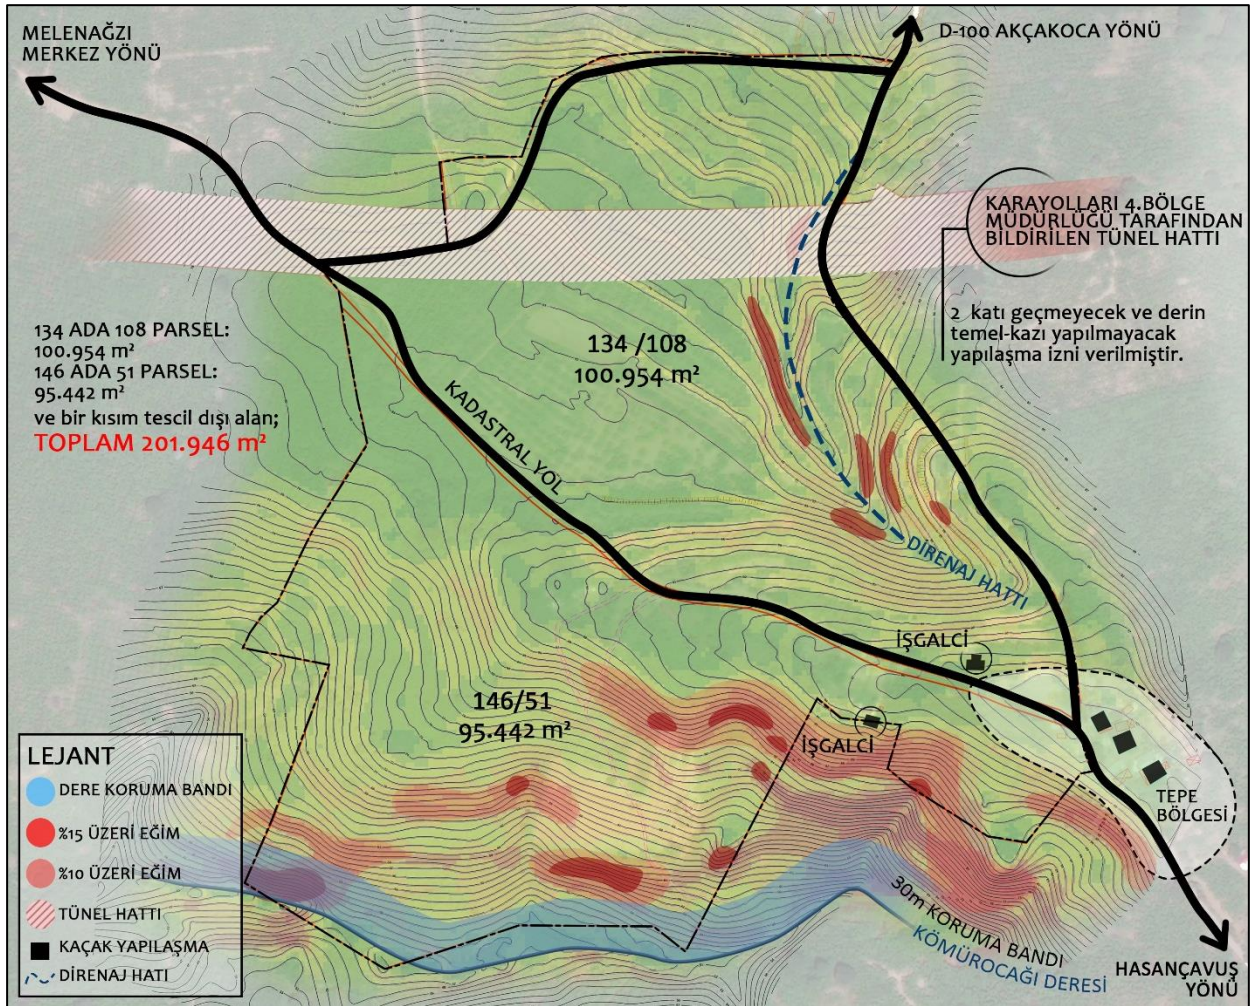 MELENAĞZI
MERKEZ YÖNÜ
D-100 AKÇAKOCA YÖNÜ
KARAYOLLARI 4.BÖLGE
MÜDÜRLÜĞÜ TARAFINDAN
BİLDİRİLEN TÜNEL HATTI
2 katı geçmeyecek ve derin
temel-kazı yapılmayacak
yapılaşma izni verilmiştir.
134 ADA 108 PARSEL:
100.954 m²
146 ADA 51 PARSEL:
95.442 m²
ve bir kısım tescil dışı alan;
TOPLAM 201.946 m²
134 /108
100.954 m²
KADASTRAL YOL
DİRENAJ HATTI
İŞGALCİ
146/51
95.442 m²
İŞGALCİ
TEPE
BÖLGESİ
LEJANT
DERE KORUMA BANDI
%15 ÜZERİ EĞİM
%10 ÜZERİ EĞİM
TÜNEL HATTI
KAÇAK YAPILAŞMA
DİRENAJ HATI
30m KORUMA BANDI
KÖMÜROCAĞI DERESİ
HASANÇAVUŞ
YÖNÜ